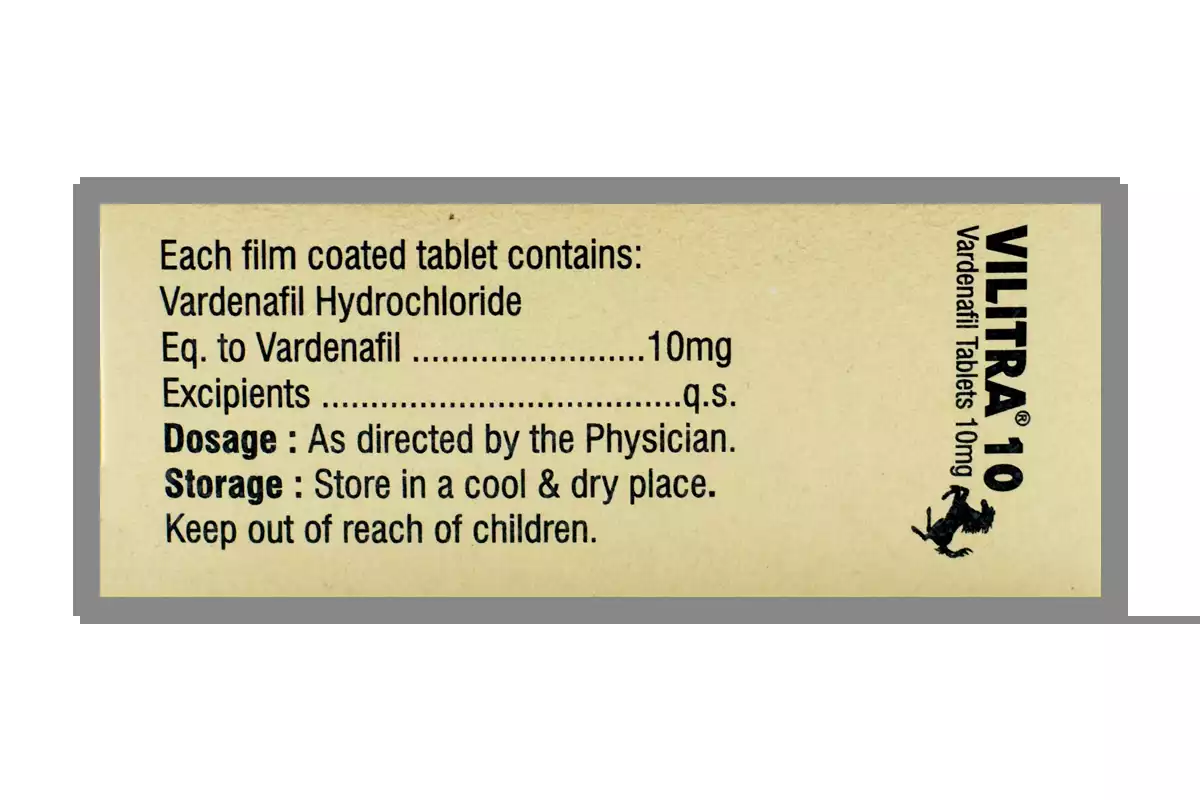 Each film coated tablet contains:
Vardenafil Hydrochloride
Eq. to Vardenafil ........................10mg
Excipients .....................................q.s.
Dosage : As directed by the Physician.
Storage : Store in a cool & dry place.
Keep out of reach of children.
VILITRA® 10
Vardenafil Tablets 10mg